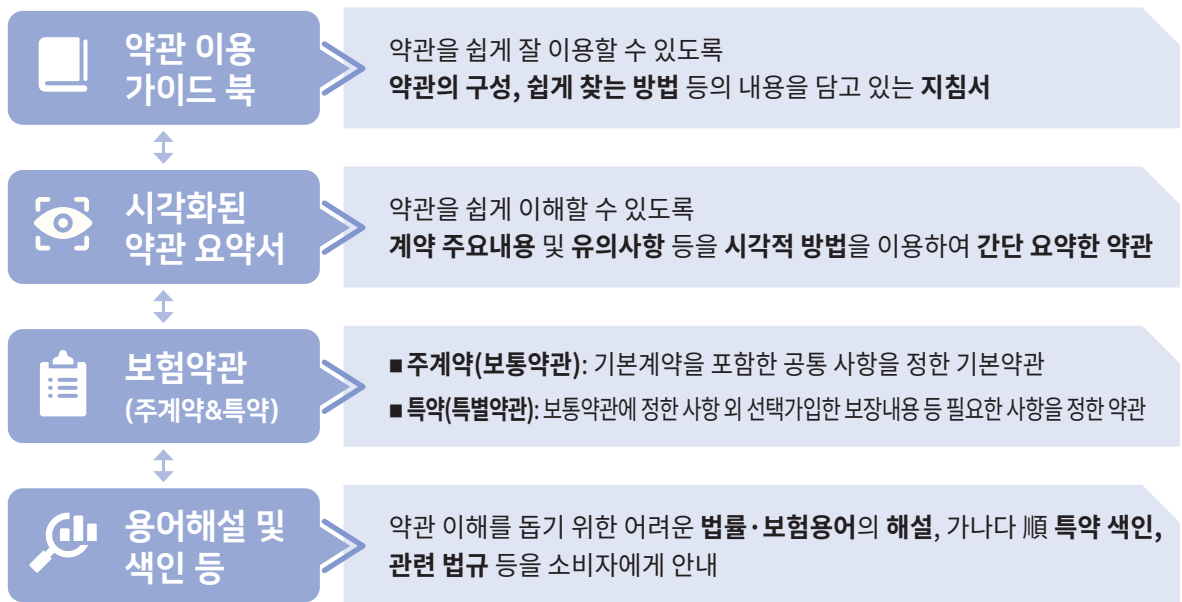 약관 이용
가이드 북
약관을 쉽게 잘 이용할 수 있도록
약관의 구성, 쉽게 찾는 방법 등의 내용을 담고 있는 지침서
시각화된
약관 요약서
약관을 쉽게 이해할 수 있도록
계약 주요내용 및 유의사항 등을 시각적 방법을 이용하여 간단 요약한 약관
보험약관
(주계약&특약)
■ 주계약(보통약관): 기본계약을 포함한 공통 사항을 정한 기본약관
■ 특약(특별약관): 보통약관에 정한 사항 외 선택가입한 보장내용 등 필요한 사항을 정한 약관
용어해설 및
색인 등
약관 이해를 돕기 위한 어려운 법률·보험용어의 해설, 가나다 順 특약 색인,
관련 법규 등을 소비자에게 안내